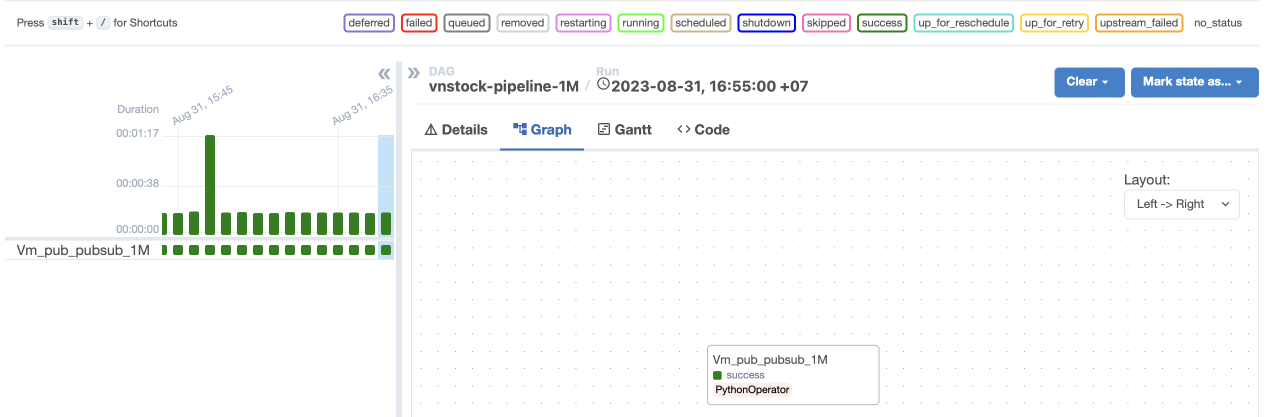 Press shift + / for Shortcuts
deferred failed queued removed restarting running scheduled shutdown skipped success up_for_reschedule up_for_retry upstream_failed no_status
Duration
Aug 31, 15:45
Aug 31, 16:35
00:01:17
00:00:38
00:00:00
Vm_pub_pubsub_1M
DAG
vnstock-pipeline-1M
/
Run
2023-08-31, 16:55:00 +07
Clear
Mark state as...
Details
Graph
Gantt
Code
Layout:
Left -> Right
Vm_pub_pubsub_1M
success
PythonOperator